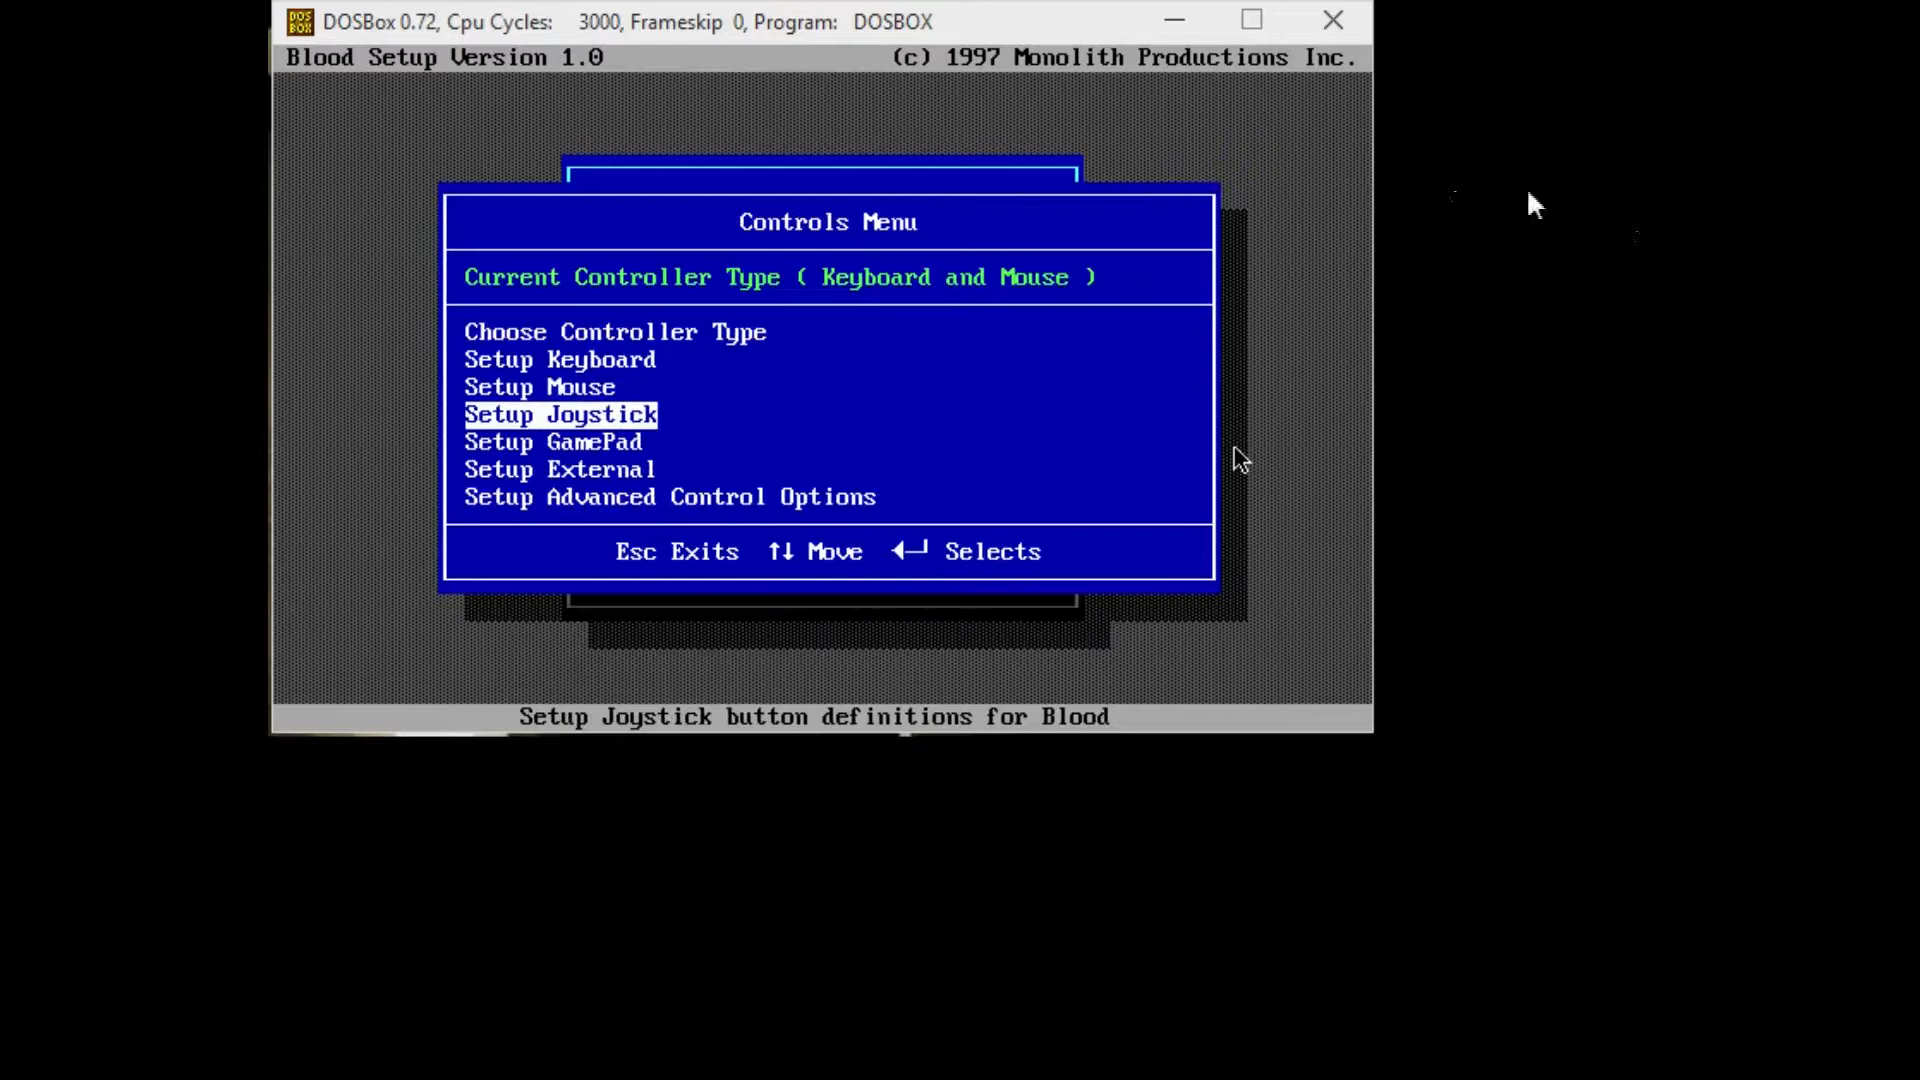 DOS BOX DOSBox 0.72, Cpu Cycles: 3000, Frameskip 0, Program: DOSBOX
Blood Setup Version 1.0 (c) 1997 Monolith Productions Inc.
Controls Menu
Current Controller Type ( Keyboard and Mouse )
Choose Controller Type
Setup Keyboard
Setup Mouse
Setup Joystick
Setup GamePad
Setup External
Setup Advanced Control Options
Esc Exits ↑↓ Move ◄─┘ Selects
Setup Joystick button definitions for Blood